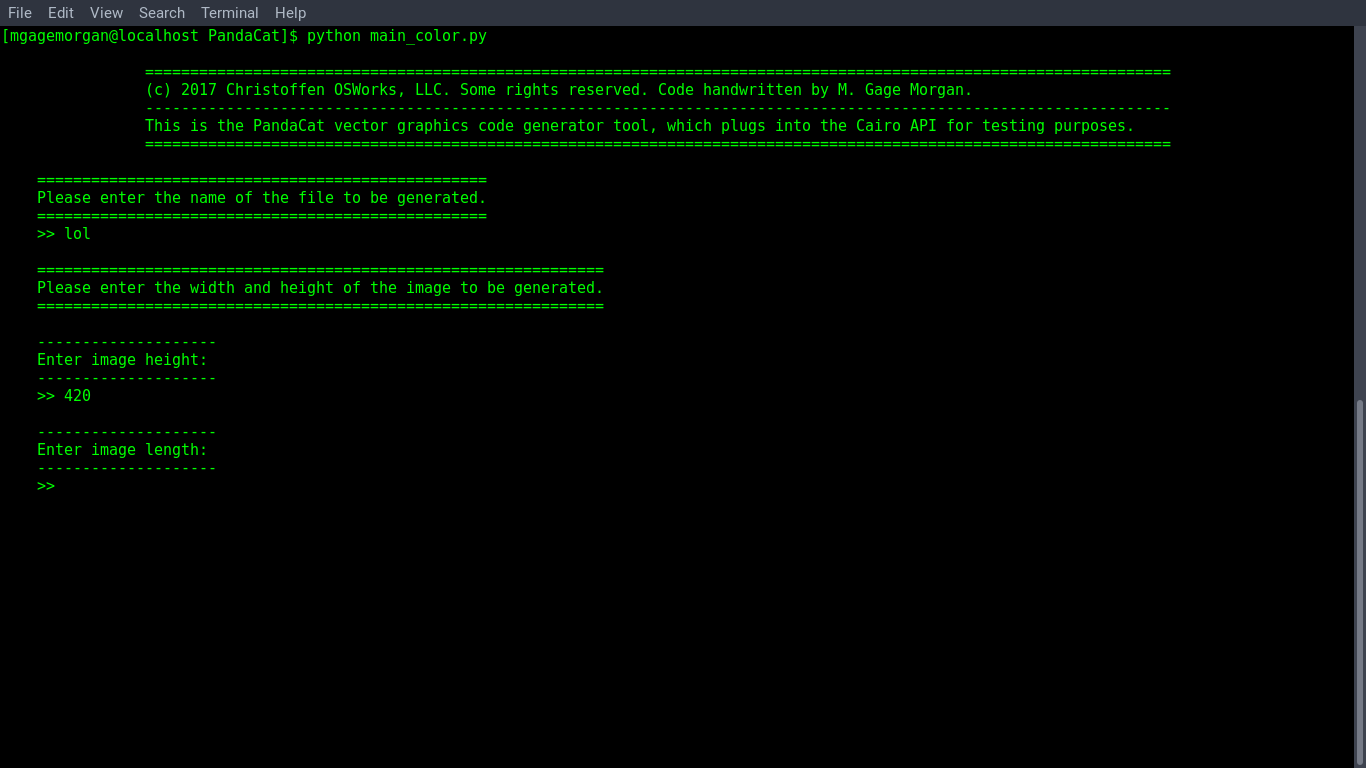 File Edit View Search Terminal Help
[mgagemorgan@localhost PandaCat]$ python main_color.py
==================================================================================================================
(c) 2017 Christoffen OSWorks, LLC. Some rights reserved. Code handwritten by M. Gage Morgan.
------------------------------------------------------------------------------------------------------------------
This is the PandaCat vector graphics code generator tool, which plugs into the Cairo API for testing purposes.
==================================================================================================================
==================================================
Please enter the name of the file to be generated.
==================================================
>> lol
===============================================================
Please enter the width and height of the image to be generated.
===============================================================
--------------------
Enter image height:
--------------------
>> 420
--------------------
Enter image length:
--------------------
>>